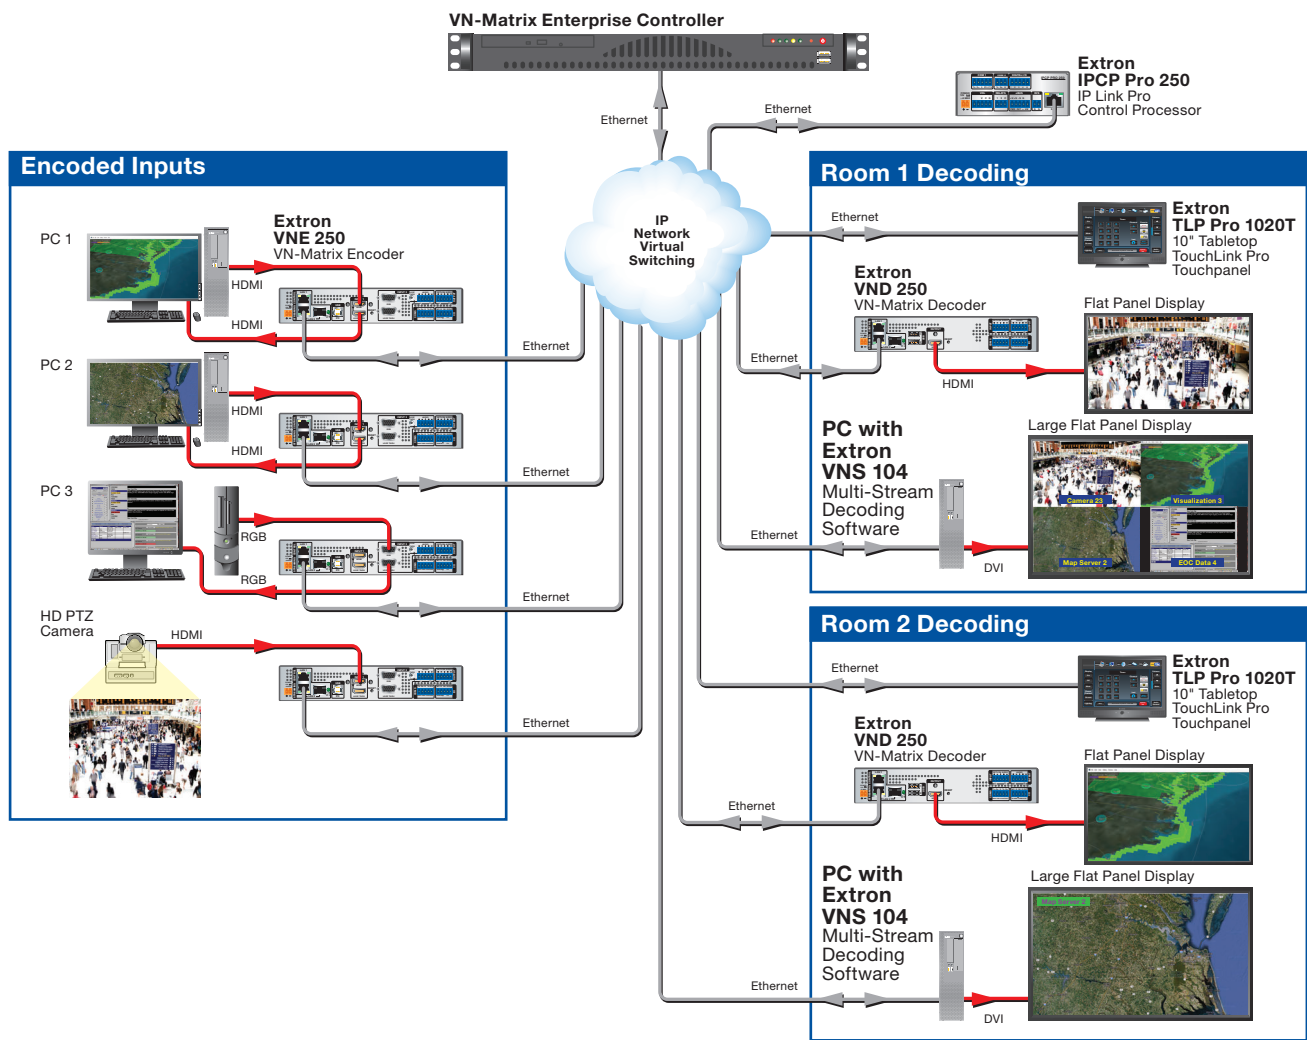 VN-Matrix Enterprise Controller
Ethernet
Ethernet
Extron
IPCP Pro 250
IP Link Pro
Control Processor
IPCP PRO 250
Encoded Inputs
PC 1
HDMI
HDMI
Extron
VNE 250
VN-Matrix Encoder
Ethernet
PC 2
HDMI
HDMI
Ethernet
PC 3
RGB
RGB
Ethernet
HD PTZ
Camera
HDMI
Ethernet
IP
Network
Virtual
Switching
Room 1 Decoding
Ethernet
Extron
TLP Pro 1020T
10" Tabletop
TouchLink Pro
Touchpanel
Extron
VND 250
VN-Matrix Decoder
Ethernet
HDMI
Flat Panel Display
PC with
Extron
VNS 104
Multi-Stream
Decoding
Software
Ethernet
DVI
Large Flat Panel Display
Camera 23
Visualization 3
Map Server 2
EOC Data 4
Room 2 Decoding
Ethernet
Extron
TLP Pro 1020T
10" Tabletop
TouchLink Pro
Touchpanel
Extron
VND 250
VN-Matrix Decoder
Ethernet
HDMI
Flat Panel Display
PC with
Extron
VNS 104
Multi-Stream
Decoding
Software
Ethernet
DVI
Large Flat Panel Display
Map Server 2